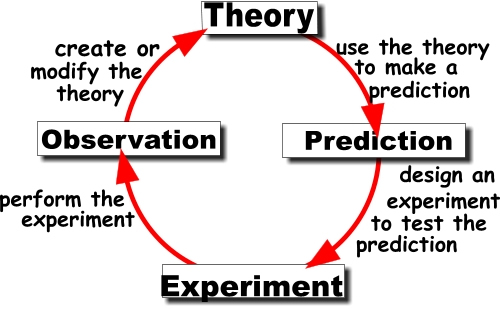 Theory
use the theory
to make a
prediction
Prediction
design an
experiment
to test the
prediction
Experiment
perform the
experiment
Observation
create or
modify the
theory